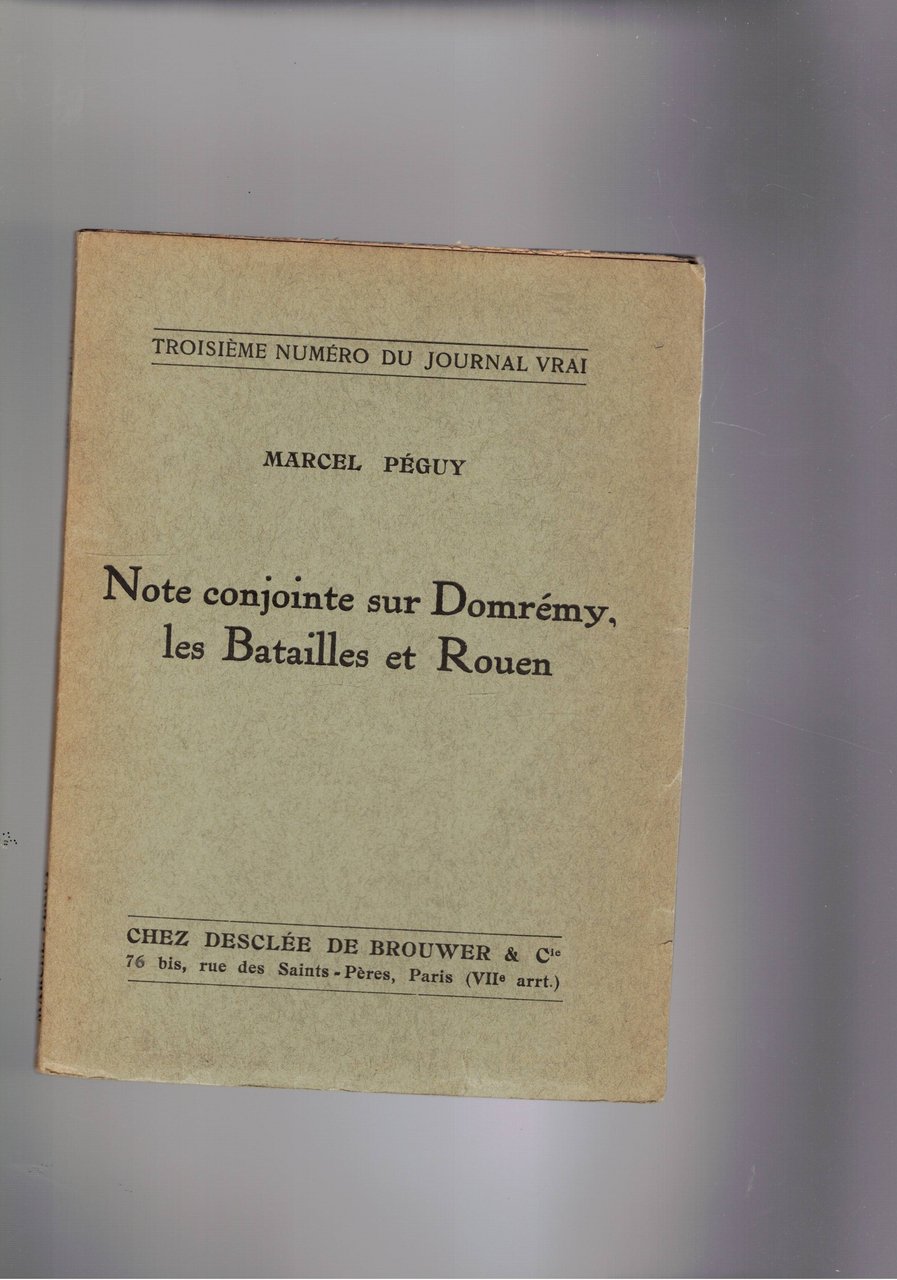 TROISIÈME NUMÉRO DU JOURNAL VRAI
MARCEL PÉGUY
Note conjointe sur Domrémy,
les Batailles et Rouen
CHEZ DESCLÉE DE BROUWER & Cie
76 bis, rue des Saints-Pères, Paris (VIIe arrt.)